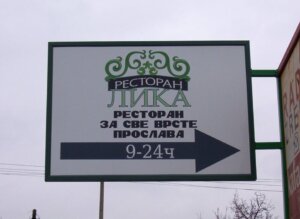 РЕСТОРАН
ЛИКА
РЕСТОРАН
ЗА СВЕ ВРСТЕ
ПРОСЛАВА
9-24ч